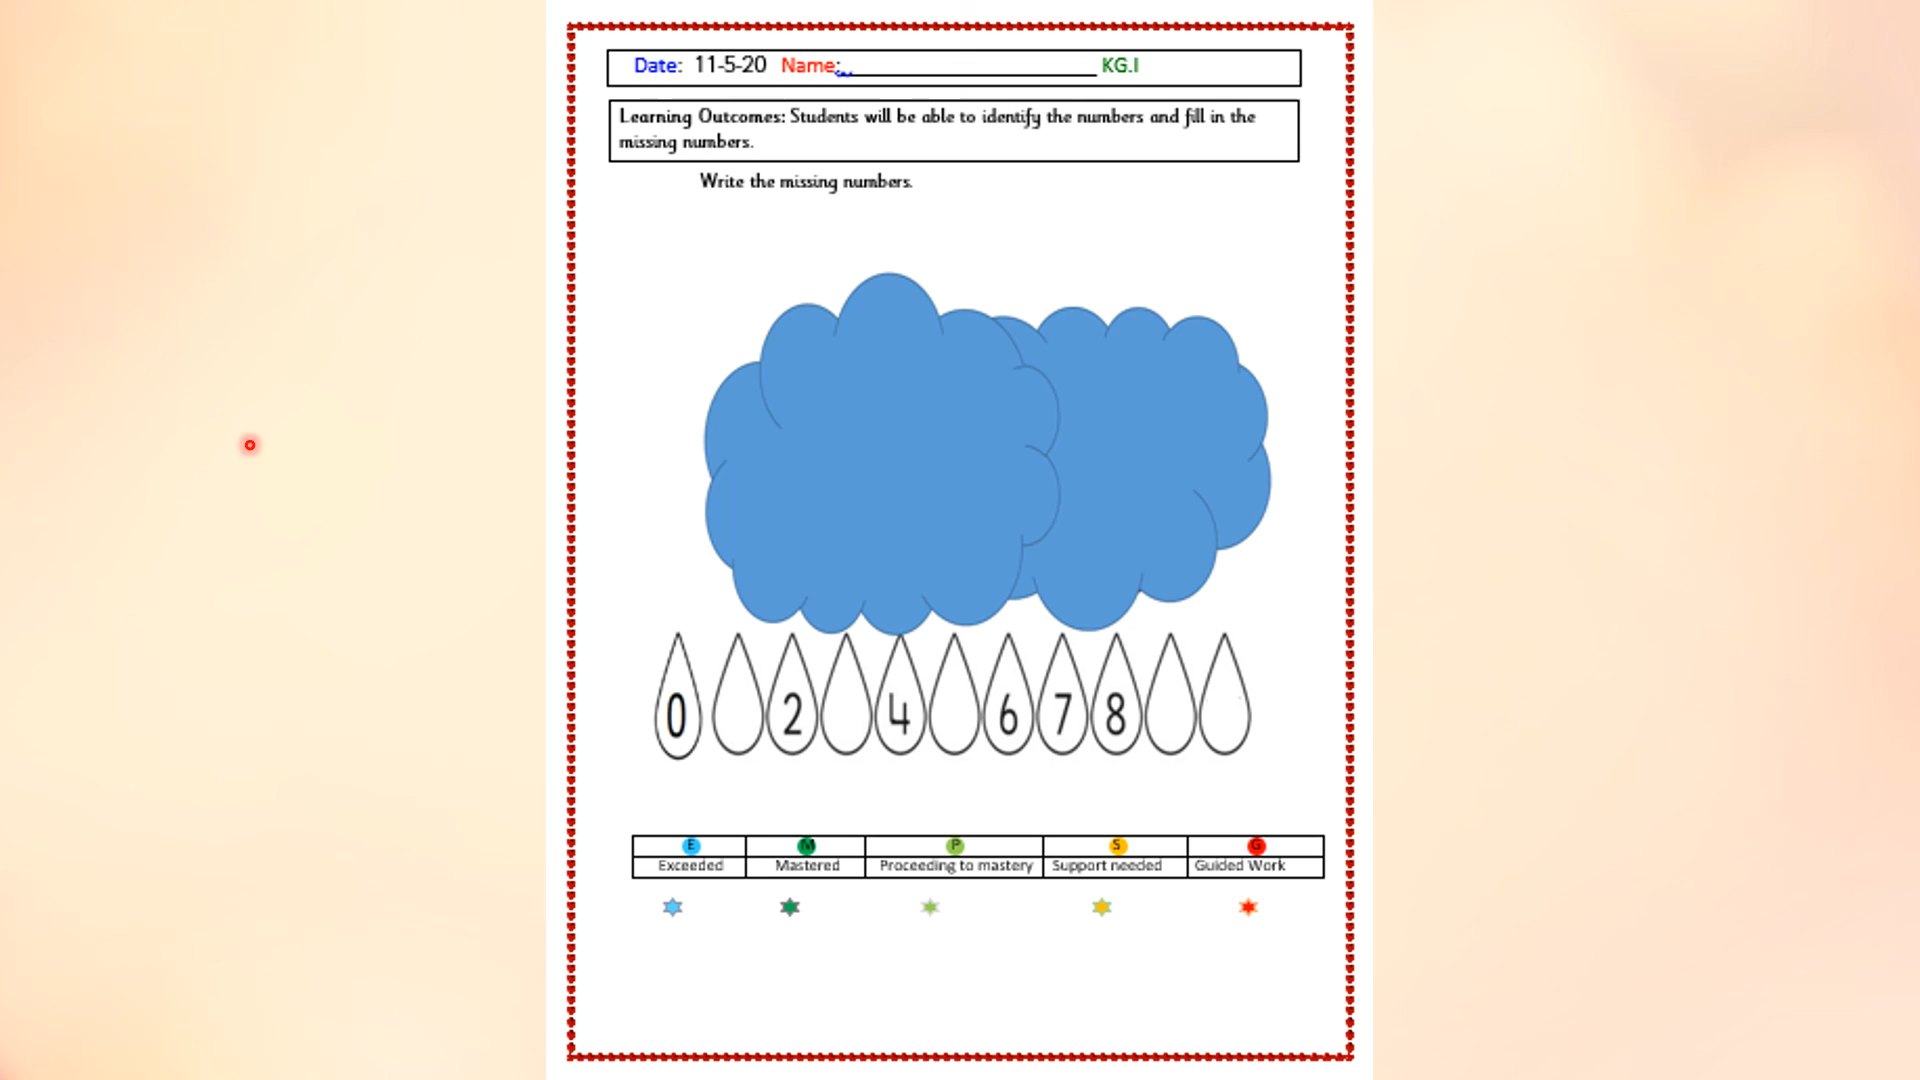 Date: 11-5-20 Name: KG.I
Learning Outcomes: Students will be able to identify the numbers and fill in the
missing numbers.
Write the missing numbers.
0 2 4 6 7 8
E M P S G
Exceeded Mastered Proceeding to mastery Support needed Guided Work